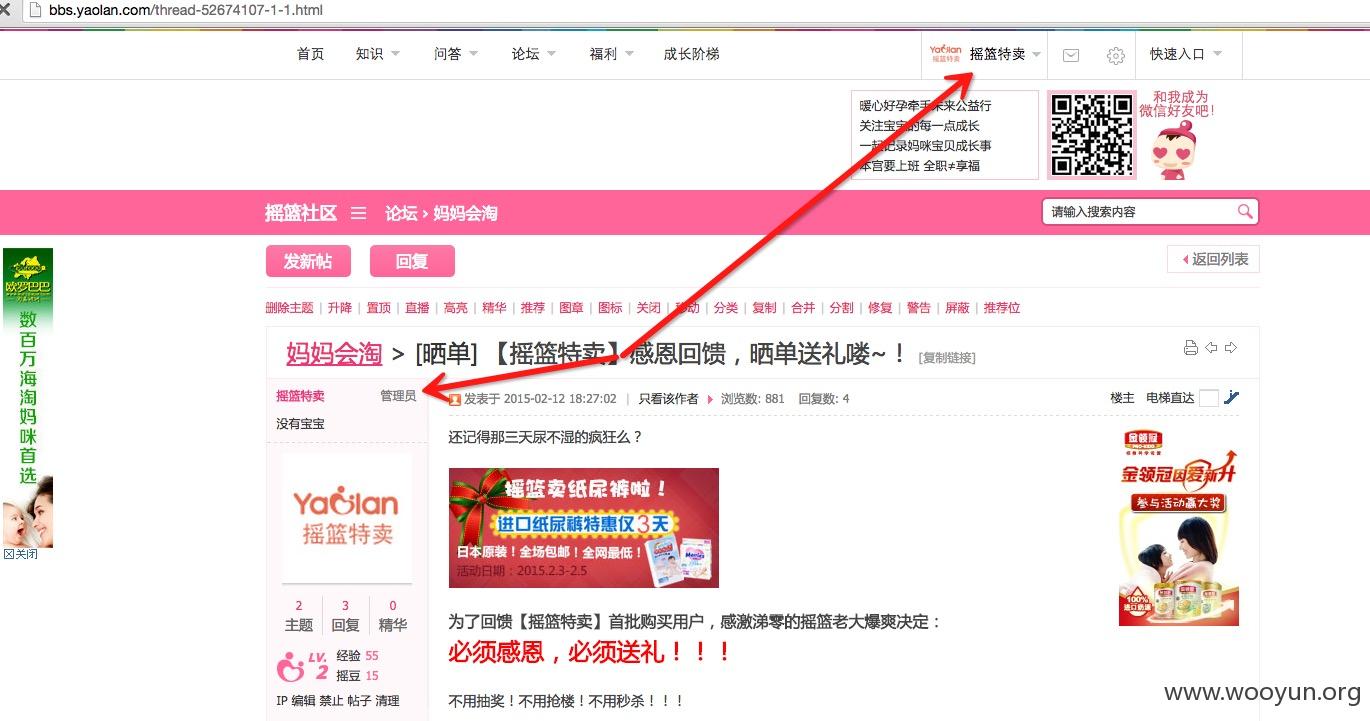 bbs.yaolan.com/thread-52674107-1-1.html
首页 知识 问答 论坛 福利 成长阶梯
Yaolan 摇篮特卖 摇篮特卖 快速入口
暖心好孕牵手未来公益行
关注宝宝的每一点成长
一起记录妈咪宝贝成长事
本宫要上班 全职≠享福
和我成为
微信好友吧!
摇篮社区 论坛 › 妈妈会淘
请输入搜索内容
发新帖 回复
返回列表
删除主题 | 升降 | 置顶 | 直播 | 高亮 | 精华 | 推荐 | 图章 | 图标 | 关闭 | 移动 | 分类 | 复制 | 合并 | 分割 | 修复 | 警告 | 屏蔽 | 推荐位
妈妈会淘 > [晒单] 【摇篮特卖】感恩回馈,晒单送礼喽~! [复制链接]
摇篮特卖 管理员
没有宝宝
发表于 2015-02-12 18:27:02 | 只看该作者 浏览数: 881 回复数: 4
楼主 电梯直达
还记得那三天尿不湿的疯狂么?
摇篮卖纸尿裤啦!
进口纸尿裤特惠仅3天
日本原装!全场包邮!全网最低!
活动日期:2015.2.3-2.5
为了回馈【摇篮特卖】首批购买用户,感激涕零的摇篮老大爆爽决定:
必须感恩,必须送礼!!!
不用抽奖!不用抢楼!不用秒杀!!!
Yaolan
摇篮特卖
2 3 0
主题 回复 精华
LV.2
经验 55
摇豆 15
IP 编辑 禁止 帖子 清理
欧罗巴巴
数百万海淘妈咪首选
关闭
金领冠
金领冠因爱新升
参与活动赢大奖
100%
进口奶源
www.wooyun.org